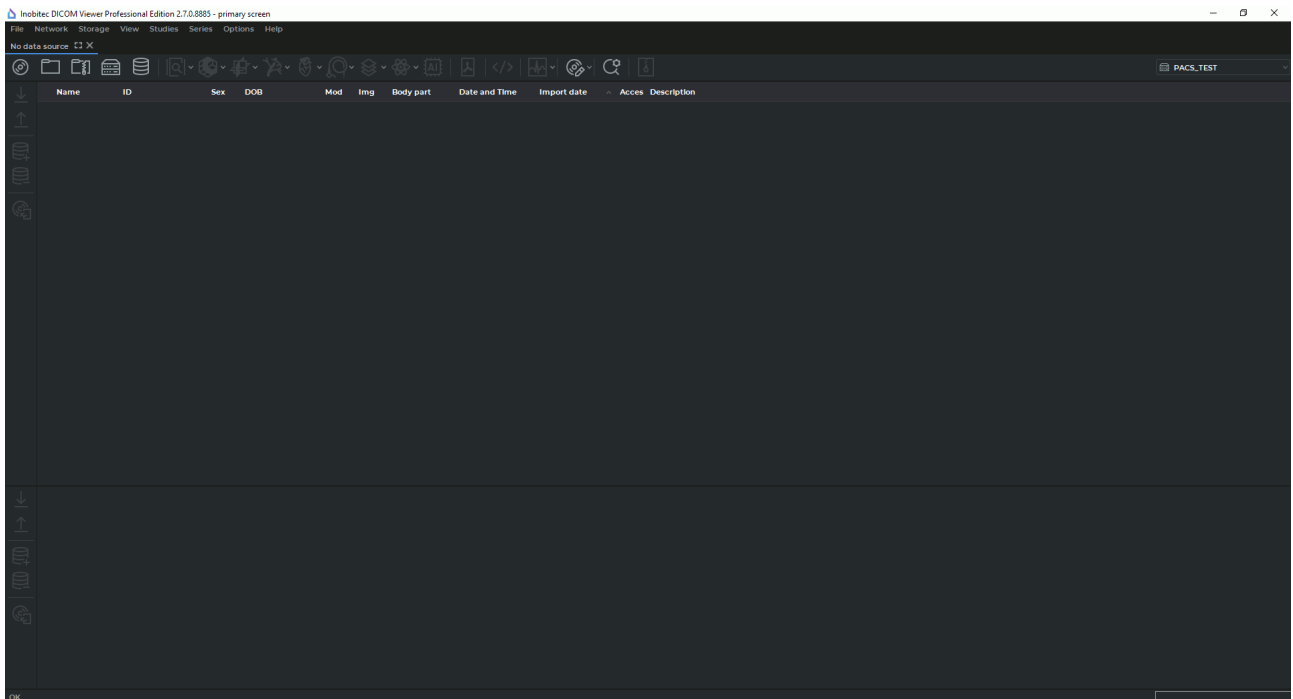 Inobitec DICOM Viewer Professional Edition 2.7.0.8885 - primary screen
File Network Storage View Studies Series Options Help
No data source
AI
PACS_TEST
Name ID Sex DOB Mod Img Body part Date and Time Import date Acces Description
OK